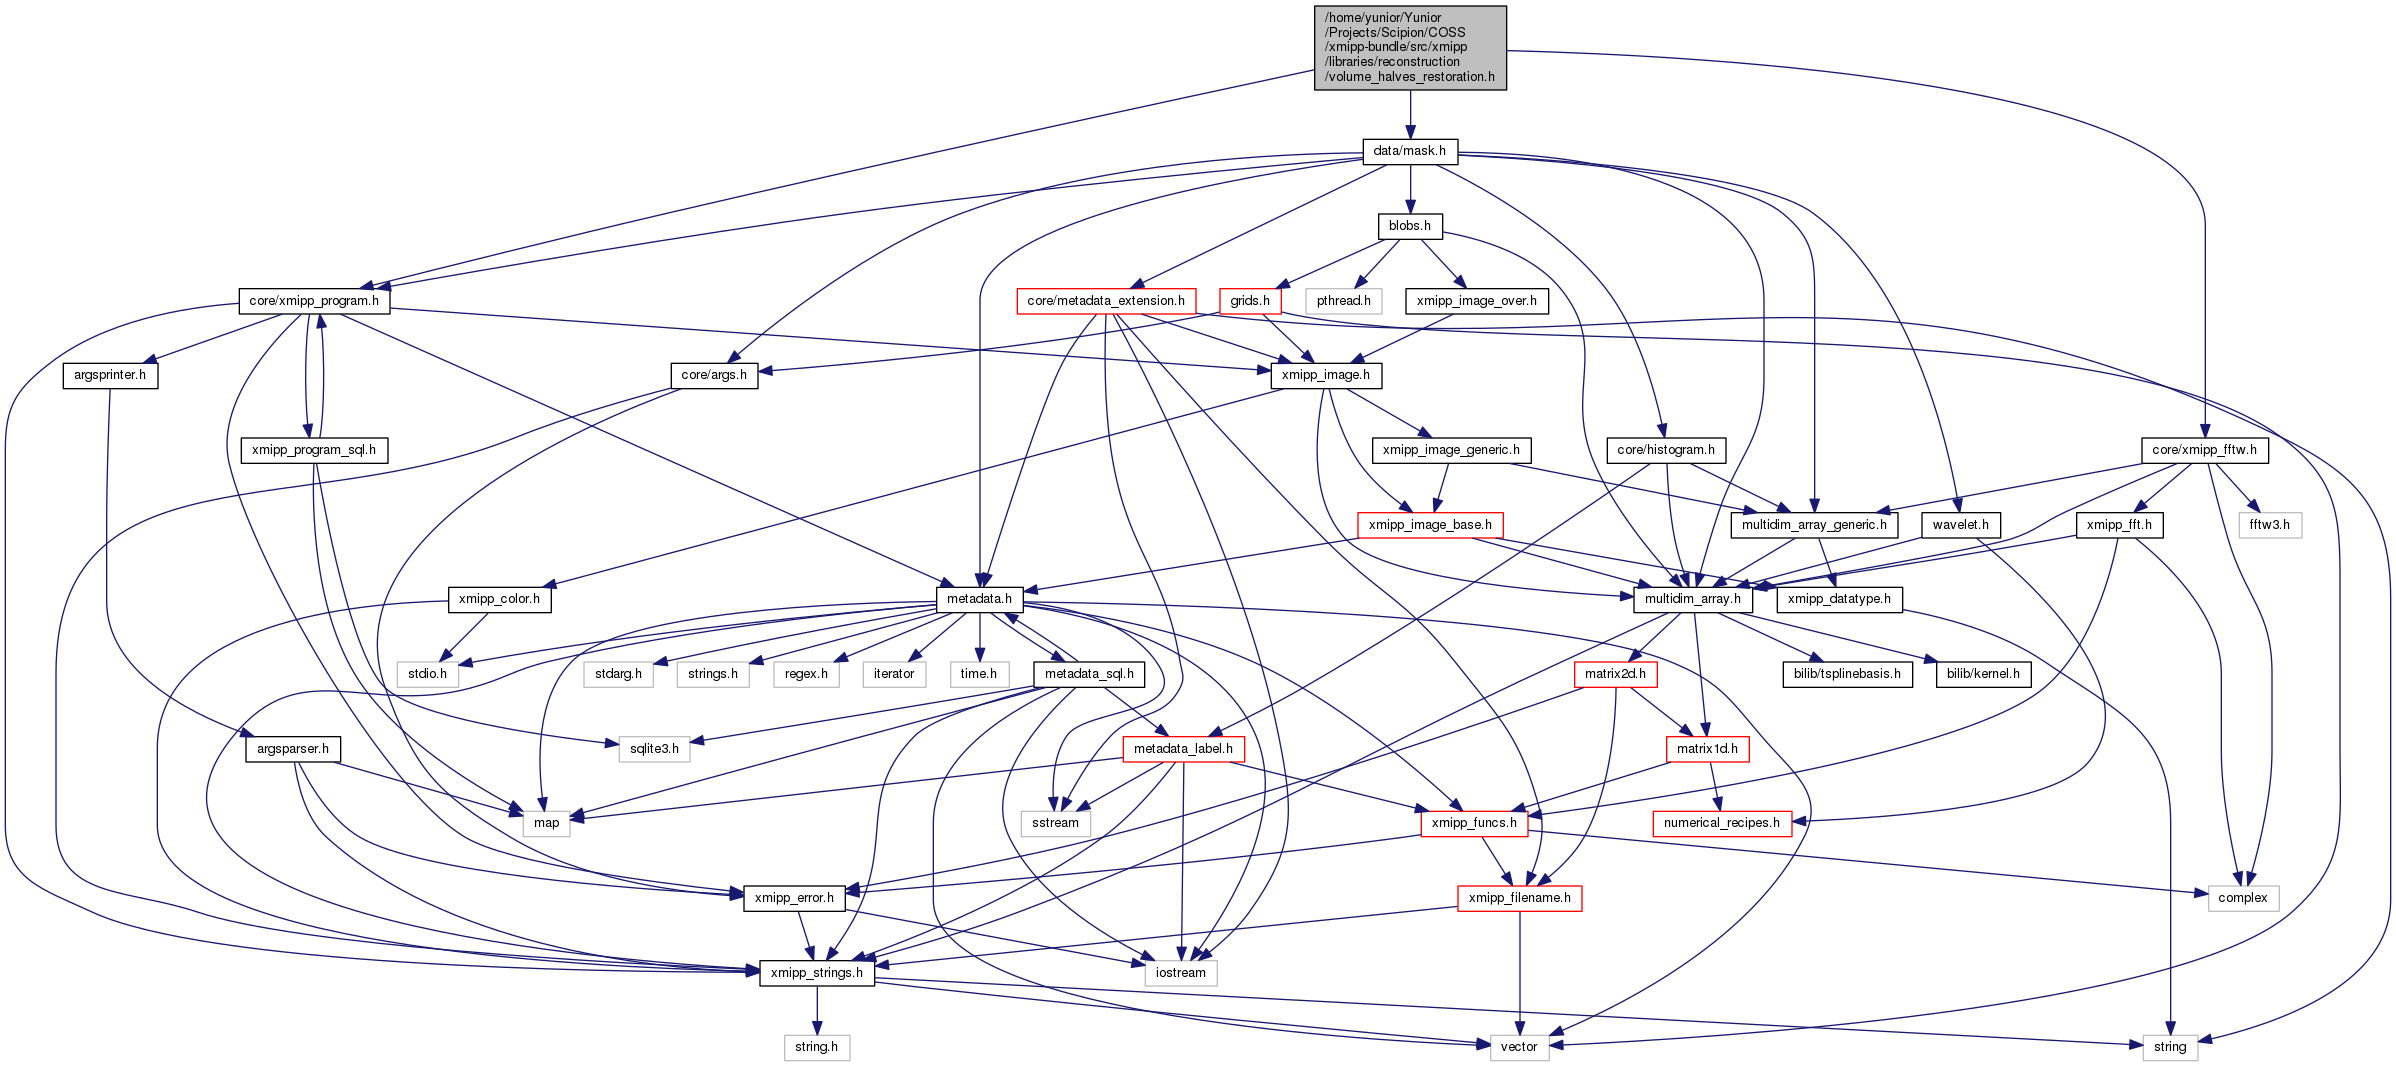 /home/yunior/Yunior
/Projects/Scipion/COSS
/xmipp-bundle/src/xmipp
/libraries/reconstruction
/volume_halves_restoration.h
data/mask.h
blobs.h
core/xmipp_program.h
core/metadata_extension.h
grids.h
pthread.h
xmipp_image_over.h
argsprinter.h
core/args.h
xmipp_image.h
xmipp_program_sql.h
xmipp_image_generic.h
core/histogram.h
core/xmipp_fftw.h
xmipp_image_base.h
multidim_array_generic.h
wavelet.h
xmipp_fft.h
fftw3.h
xmipp_color.h
metadata.h
multidim_array.h
xmipp_datatype.h
stdio.h
stdarg.h
strings.h
regex.h
iterator
time.h
metadata_sql.h
matrix2d.h
bilib/tsplinebasis.h
bilib/kernel.h
argsparser.h
sqlite3.h
metadata_label.h
matrix1d.h
map
sstream
xmipp_funcs.h
numerical_recipes.h
xmipp_error.h
xmipp_filename.h
complex
xmipp_strings.h
iostream
string.h
vector
string